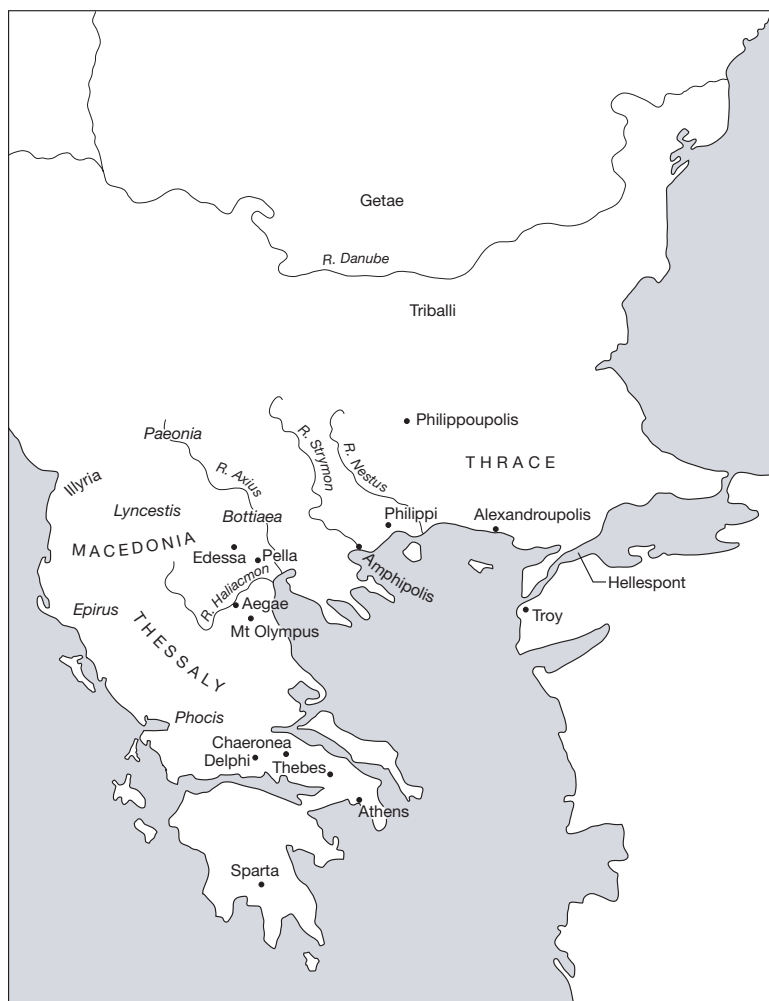 Getae
R. Danube
Triballi
Philippoupolis
Paeonia
R. Strymon
R. Nestus
THRACE
Illyria
R. Axius
Lyncestis
Bottiaea
Philippi
Alexandroupolis
MACEDONIA
Edessa
Pella
Amphipolis
Hellespont
R. Haliacmon
Epirus
Aegae
Troy
Mt Olympus
THESSALY
Phocis
Chaeronea
Delphi
Thebes
Athens
Sparta